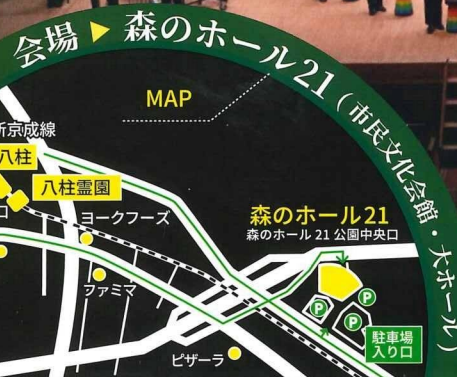 会場▶森のホール21(市民文化会館・大ホール)
MAP
新京成線
八柱
八柱霊園
口
ヨークフーズ
森のホール21
森のホール21公園中央口
ファミマ
P
P
P
駐車場
入り口
ピザーラ